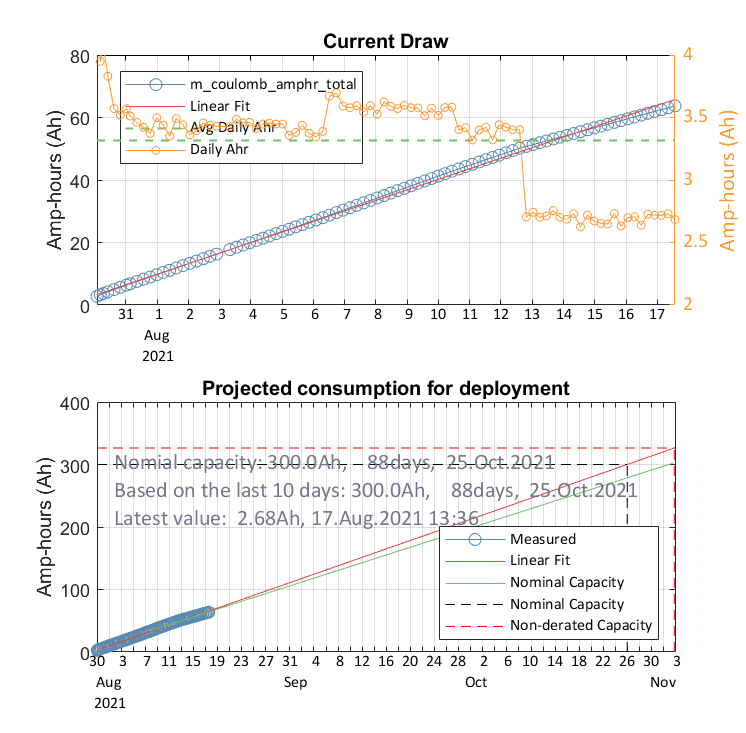 Current Draw
80
60
40
20
0
Amp-hours (Ah)
4
3.5
3
2.5
2
Amp-hours (Ah)
m_coulomb_amphr_total
Linear Fit
Avg Daily Ahr
Daily Ahr
31 1 2 3 4 5 6 7 8 9 10 11 12 13 14 15 16 17
Aug
2021
Projected consumption for deployment
400
300
200
100
0
Amp-hours (Ah)
Nomial capacity: 300.0Ah, 88days, 25.Oct.2021
Based on the last 10 days: 300.0Ah, 88days, 25.Oct.2021
Latest value: 2.68Ah, 17.Aug.2021 13:36
Measured
Linear Fit
Nominal Capacity
Nominal Capacity
Non-derated Capacity
30 3 7 11 15 19 23 27 31 4 8 12 16 20 24 28 2 6 10 14 18 22 26 30 3
Aug Sep Oct Nov
2021